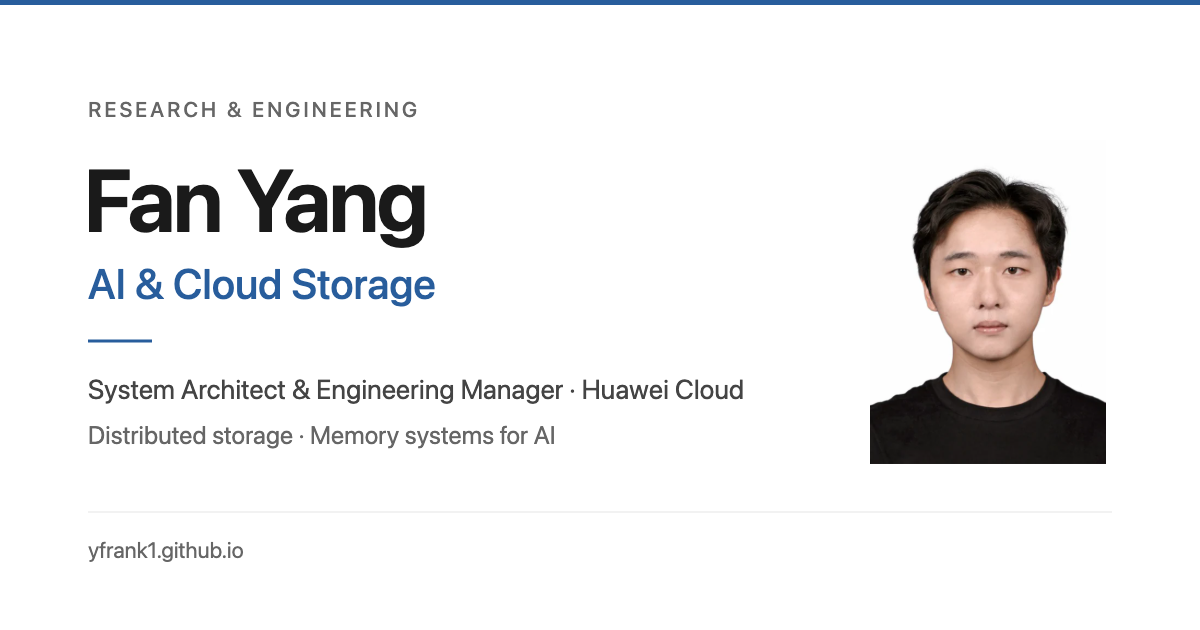 RESEARCH & ENGINEERING
Fan Yang
AI & Cloud Storage
System Architect & Engineering Manager · Huawei Cloud
Distributed storage · Memory systems for AI
yfrank1.github.io